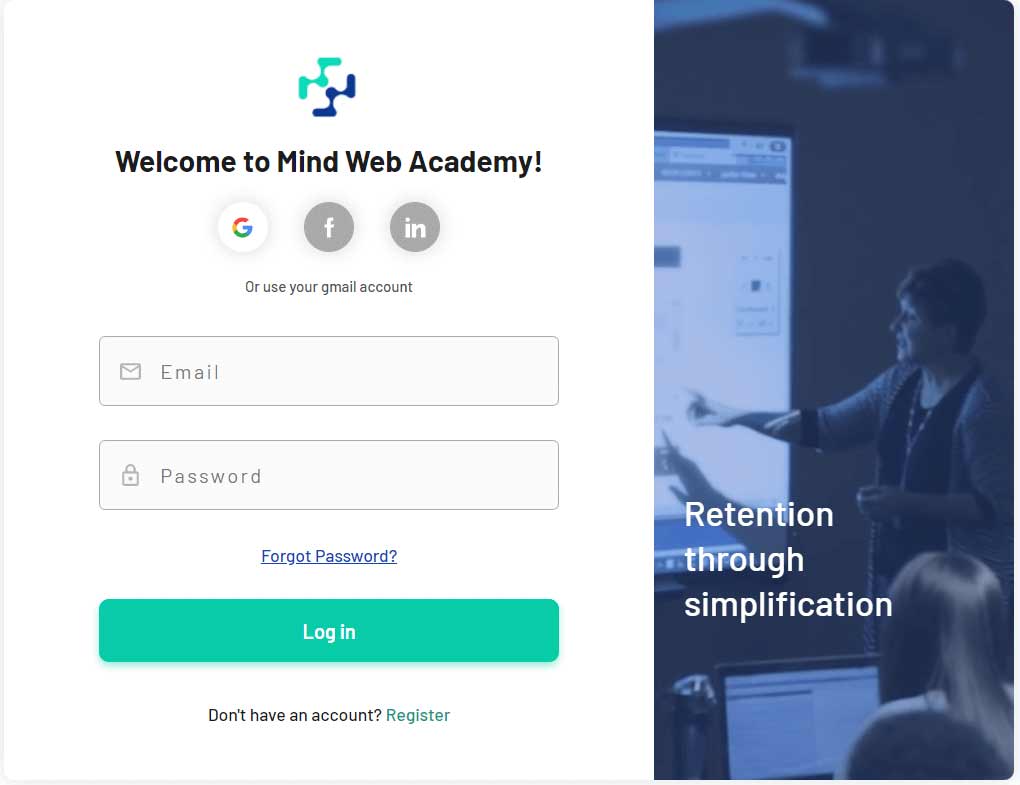 Welcome to Mind Web Academy!
Or use your gmail account
Email
Password
Forgot Password?
Log in
Don't have an account? Register
Retention
through
simplification